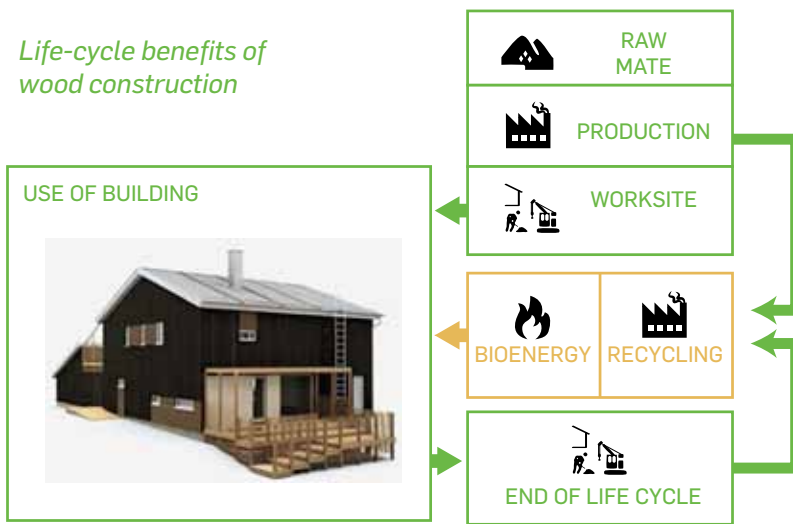 Life-cycle benefits of
wood construction
RAW
MATE
PRODUCTION
WORKSITE
USE OF BUILDING
BIOENERGY
RECYCLING
END OF LIFE CYCLE